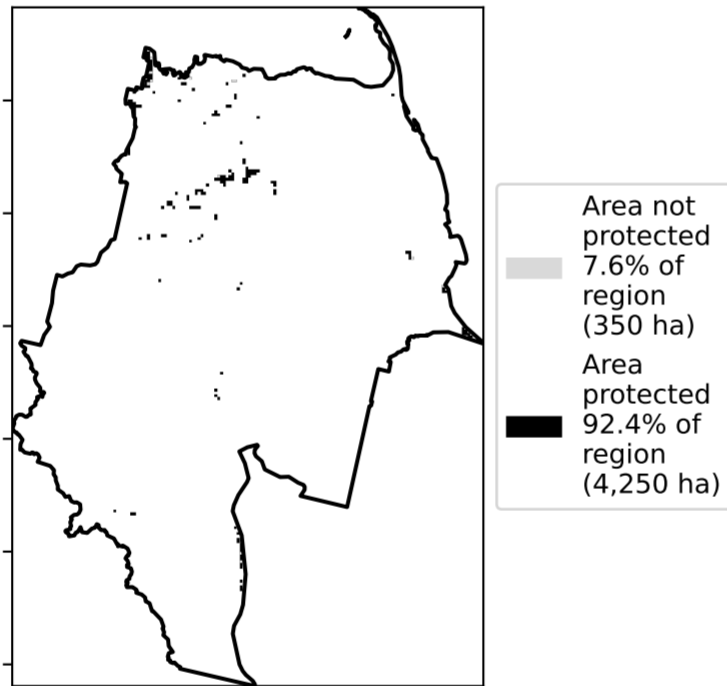 Area not
protected
7.6% of
region
(350 ha)
Area
protected
92.4% of
region
(4,250 ha)